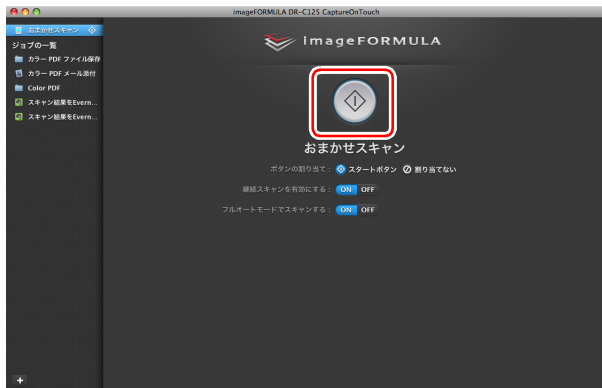 imageFORMULA DR-C125 CaptureOnTouch
おまかせスキャン
ジョブの一覧
カラー PDF ファイル保存
カラー PDF メール添付
Color PDF
スキャン結果をEvern...
スキャン結果をEvern...
imageFORMULA
おまかせスキャン
ボタンの割り当て： スタートボタン 割り当てない
継続スキャンを有効にする： ON OFF
フルオートモードでスキャンする： ON OFF
+